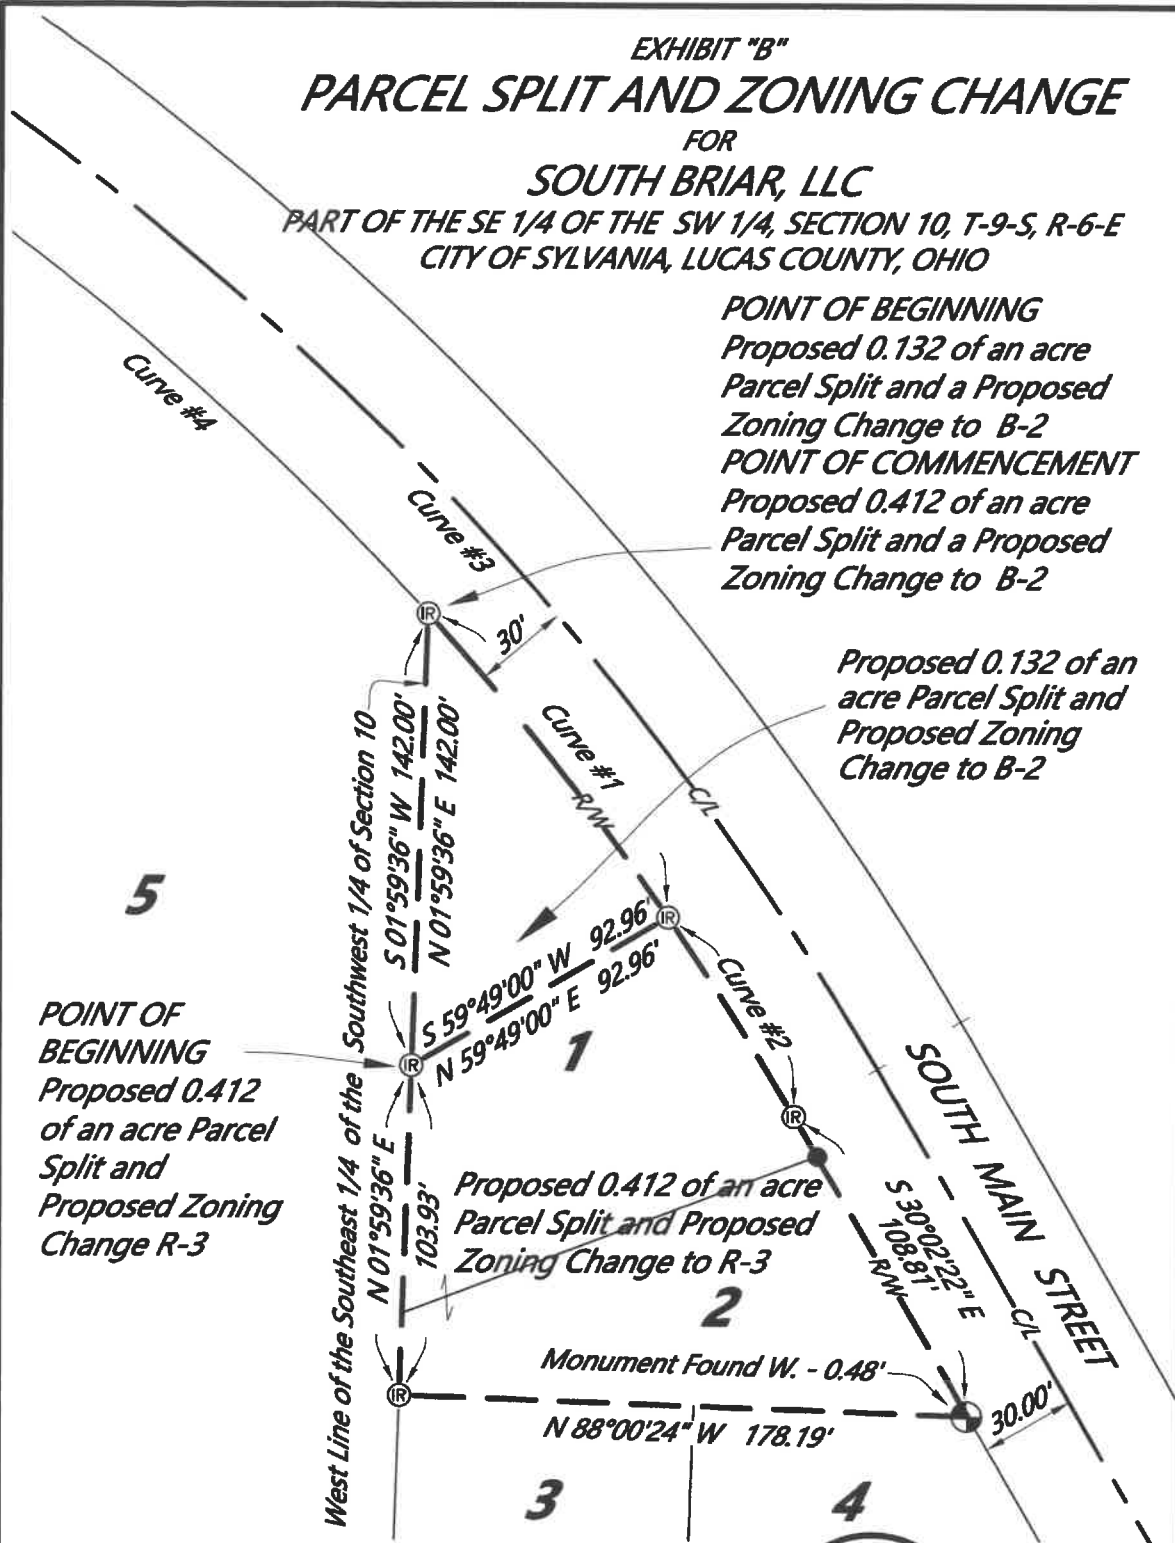 EXHIBIT "B"
PARCEL SPLIT AND ZONING CHANGE
FOR
SOUTH BRIAR, LLC
PART OF THE SE 1/4 OF THE SW 1/4, SECTION 10, T-9-S, R-6-E
CITY OF SYLVANIA, LUCAS COUNTY, OHIO
POINT OF BEGINNING
Proposed 0.132 of an acre
Parcel Split and a Proposed
Zoning Change to B-2
POINT OF COMMENCEMENT
Proposed 0.412 of an acre
Parcel Split and a Proposed
Zoning Change to B-2
Curve #4
Curve #3
IR
30'
Proposed 0.132 of an
acre Parcel Split and
Proposed Zoning
Change to B-2
Curve #1
R/W
C/L
S 01°59'36" W 142.00'
N 01°59'36" E 142.00'
West Line of the Southeast 1/4 of the Southwest 1/4 of Section 10
5
IR
S 59°49'00" W 92.96'
N 59°49'00" E 92.96'
Curve #2
POINT OF
BEGINNING
Proposed 0.412
of an acre Parcel
Split and
Proposed Zoning
Change R-3
IR
1
IR
SOUTH MAIN STREET
N 01°59'36" E
103.93'
Proposed 0.412 of an acre
Parcel Split and Proposed
Zoning Change to R-3
S 30°02'22" E
108.81'
R/W
C/L
2
Monument Found W. - 0.48'
IR
N 88°00'24" W 178.19'
30.00'
3
4